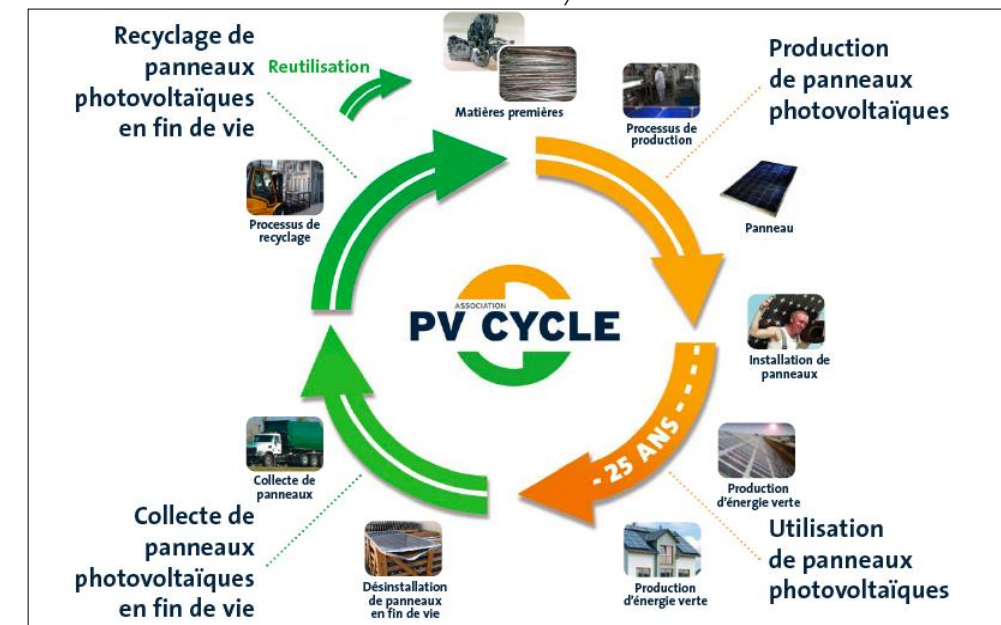 Recyclage de
panneaux
photovoltaïques
en fin de vie
Reutilisation
Matières premières
Processus de
production
Production
de panneaux
photovoltaïques
Processus de
recyclage
Panneau
ASSOCIATION
PV CYCLE
Installation de
panneaux
- 25 ANS - - -
Collecte de
panneaux
Production
d'énergie verte
Collecte de
panneaux
photovoltaïques
en fin de vie
Désinstallation
de panneaux
en fin de vie
Production
d'énergie verte
Utilisation
de panneaux
photovoltaïques